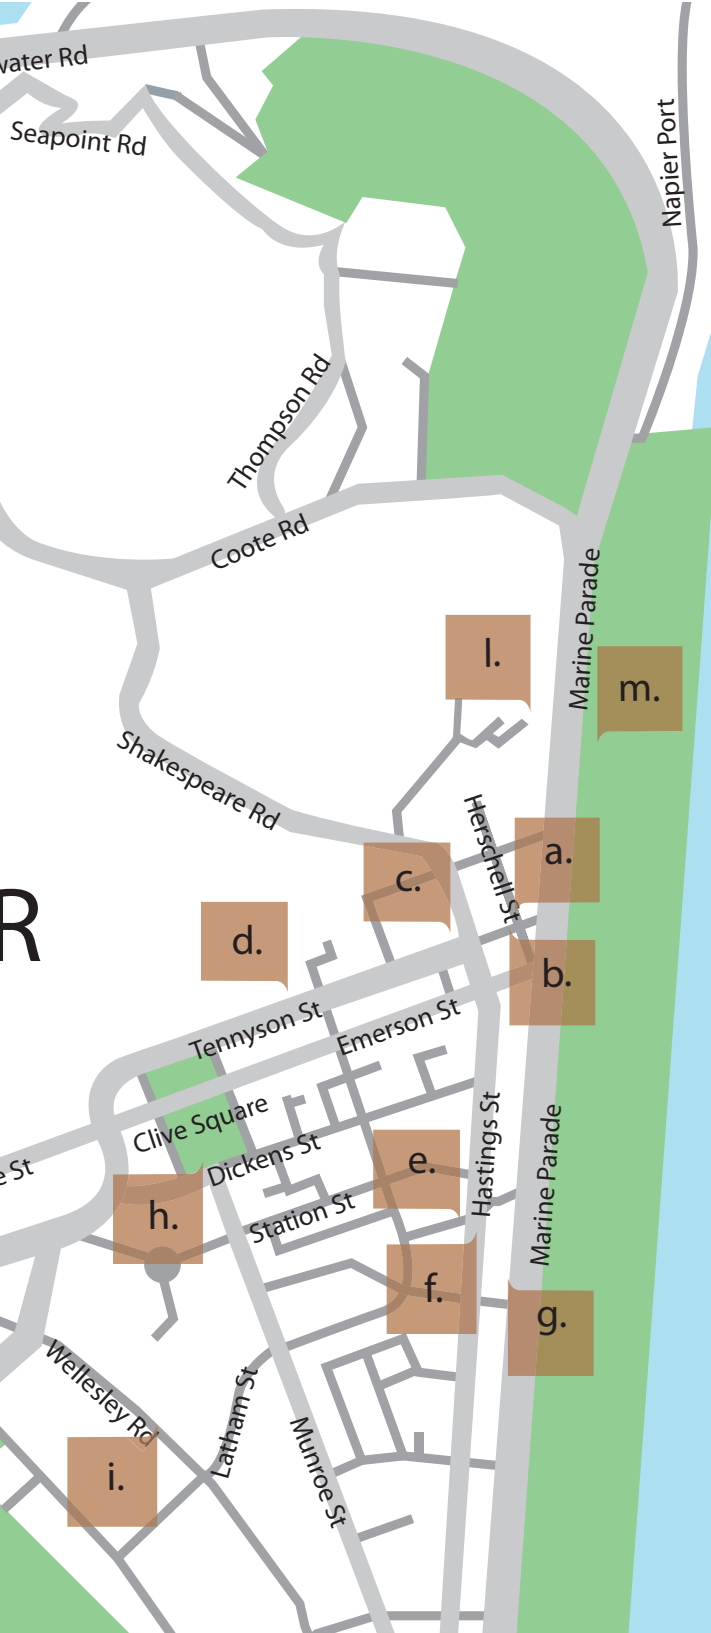 water Rd
Seapoint Rd
Napier Port
Thompson Rd
Coote Rd
Marine Parade
l.
m.
Shakespeare Rd
Herschell St
a.
c.
R
d.
b.
Tennyson St
Emerson St
Clive Square
Dickens St
Hastings St
Marine Parade
e St
e.
h.
Station St
f.
g.
Wellesley Rd
Latham St
Munroe St
i.